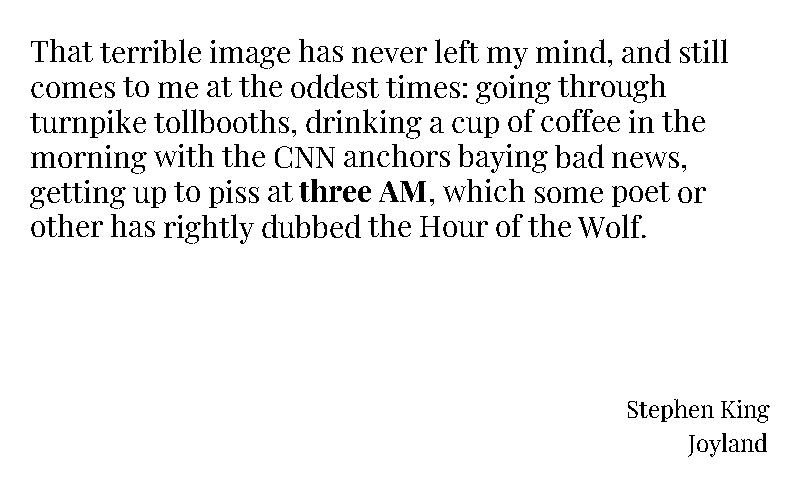 That terrible image has never left my mind, and still
comes to me at the oddest times: going through
turnpike tollbooths, drinking a cup of coffee in the
morning with the CNN anchors baying bad news,
getting up to piss at three AM, which some poet or
other has rightly dubbed the Hour of the Wolf.
Stephen King
Joyland